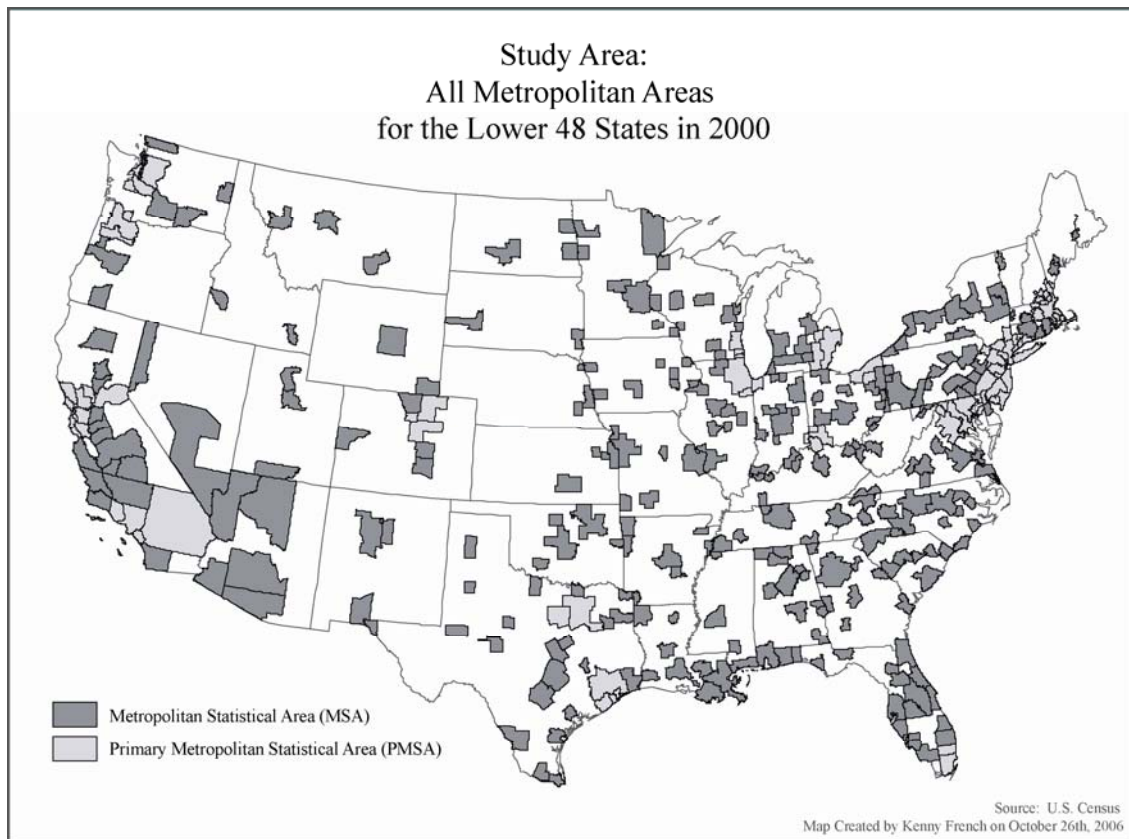 Study Area:
All Metropolitan Areas
for the Lower 48 States in 2000
Metropolitan Statistical Area (MSA)
Primary Metropolitan Statistical Area (PMSA)
Source: U.S. Census
Map Created by Kenny French on October 26th, 2006